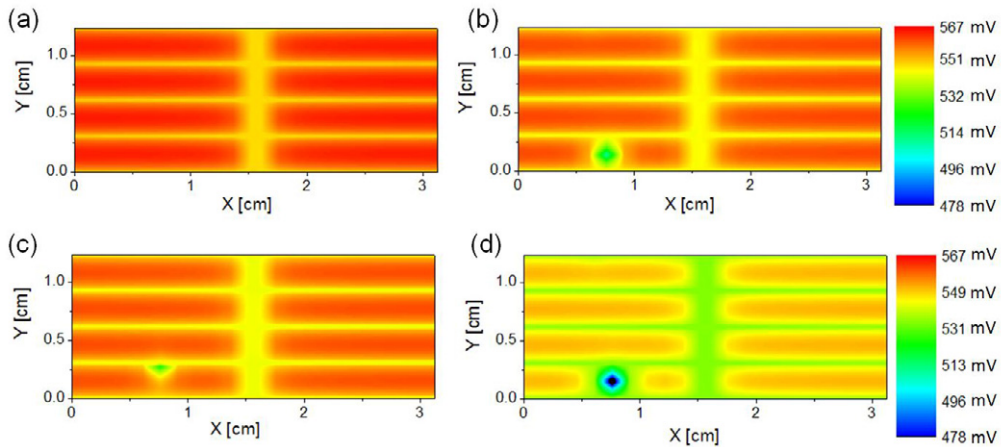 (a)
Y [cm]
1.0
0.5
0.0
0
1
2
3
X [cm]
(b)
Y [cm]
1.0
0.5
0.0
0
1
2
3
X [cm]
567 mV
551 mV
532 mV
514 mV
496 mV
478 mV
(c)
Y [cm]
1.0
0.5
0.0
0
1
2
3
X [cm]
(d)
Y [cm]
1.0
0.5
0.0
0
1
2
3
X [cm]
567 mV
549 mV
531 mV
513 mV
496 mV
478 mV